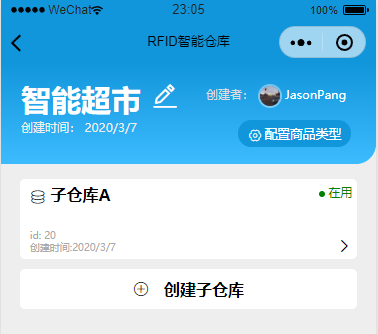 WeChat 23:05 100%
RFID智能仓库
智能超市 创建者： JasonPang
创建时间： 2020/3/7 配置商品类型
子仓库A 在用
id: 20
创建时间:2020/3/7
创建子仓库